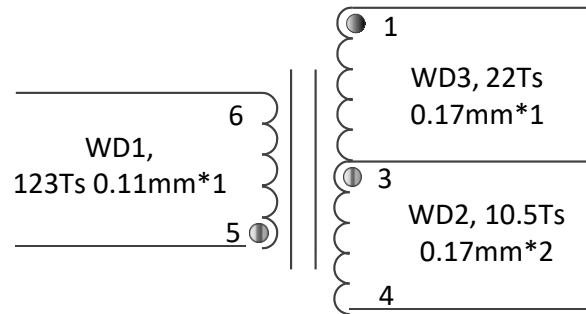 1
WD3, 22Ts
0.17mm*1
6
WD1,
123Ts 0.11mm*1
3
5
WD2, 10.5Ts
0.17mm*2
4